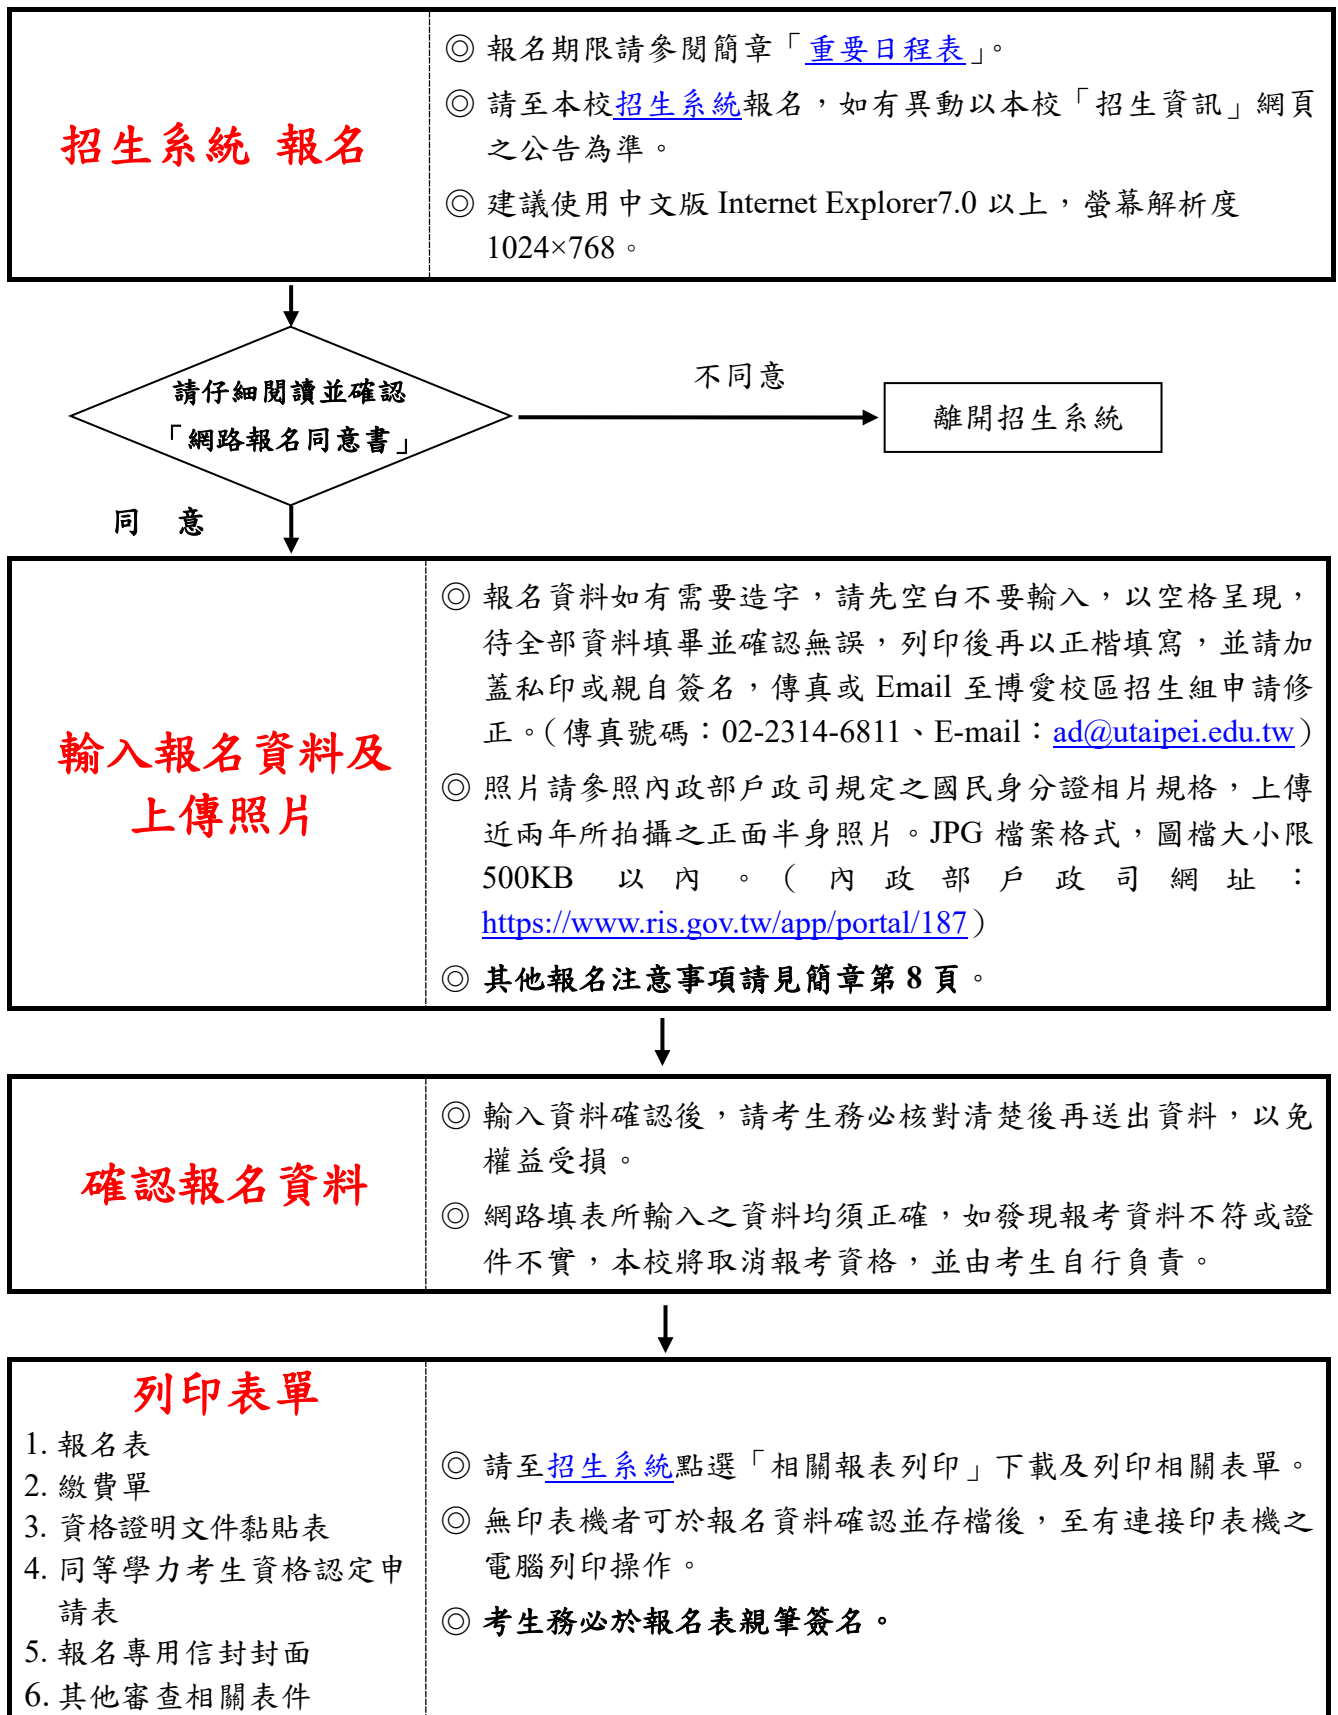 招生系統 報名
◎ 報名期限請參閱簡章「重要日程表」。
◎ 請至本校招生系統報名，如有異動以本校「招生資訊」網頁
之公告為準。
◎ 建議使用中文版 Internet Explorer7.0 以上，螢幕解析度
1024×768。
請仔細閱讀並確認
「網路報名同意書」
不同意
離開招生系統
同 意
輸入報名資料及
上傳照片
◎ 報名資料如有需要造字，請先空白不要輸入，以空格呈現，
待全部資料填畢並確認無誤，列印後再以正楷填寫，並請加
蓋私印或親自簽名，傳真或 Email 至博愛校區招生組申請修
正。（傳真號碼：02-2314-6811、E-mail：ad@utaipei.edu.tw）
◎ 照片請參照內政部戶政司規定之國民身分證相片規格，上傳
近兩年所拍攝之正面半身照片。JPG 檔案格式，圖檔大小限
500KB 以內。（內政部戶政司網址：
https://www.ris.gov.tw/app/portal/187）
◎ 其他報名注意事項請見簡章第 8 頁。
確認報名資料
◎ 輸入資料確認後，請考生務必核對清楚後再送出資料，以免
權益受損。
◎ 網路填表所輸入之資料均須正確，如發現報考資料不符或證
件不實，本校將取消報考資格，並由考生自行負責。
列印表單
1. 報名表
2. 繳費單
3. 資格證明文件黏貼表
4. 同等學力考生資格認定申
請表
5. 報名專用信封封面
6. 其他審查相關表件
◎ 請至招生系統點選「相關報表列印」下載及列印相關表單。
◎ 無印表機者可於報名資料確認並存檔後，至有連接印表機之
電腦列印操作。
◎ 考生務必於報名表親筆簽名。